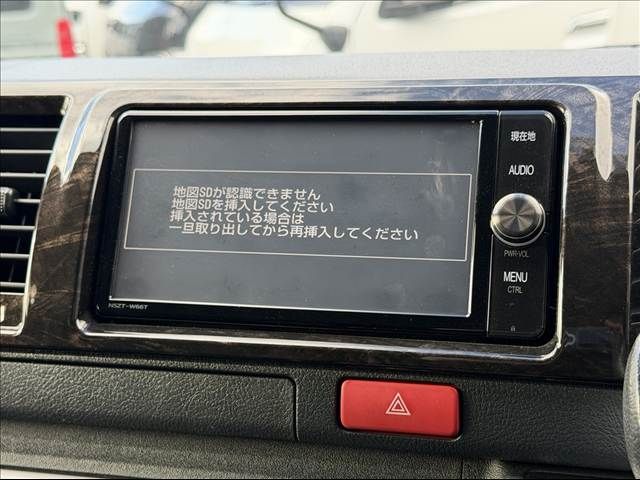 地図SDが認識できません
地図SDを挿入してください
挿入されている場合は
一旦取り出してから再挿入してください
NSZT-W66T
現在地
AUDIO
PWR-VOL
MENU
CTRL